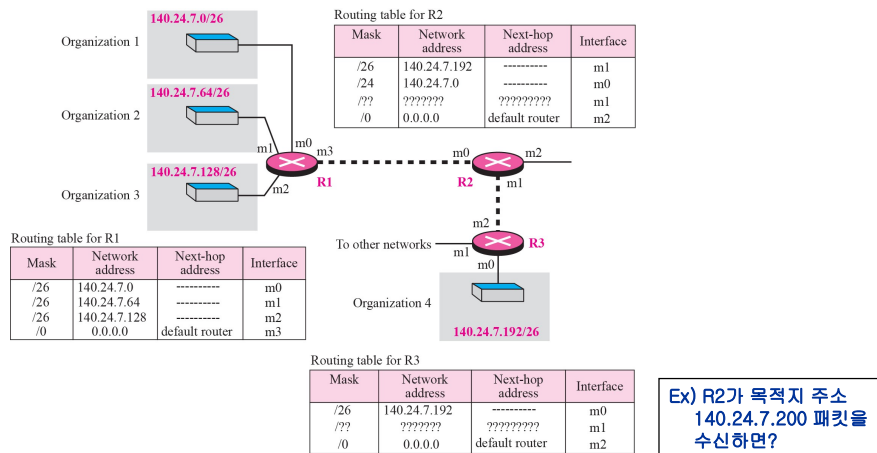 140.24.7.0/26
Organization 1
140.24.7.64/26
Organization 2
140.24.7.128/26
Organization 3
m0
m1
m3
m2
R1
Routing table for R2
Mask Network address Next-hop address Interface
/26 140.24.7.192 ---------- m1
/24 140.24.7.0 ---------- m0
/?? ??????? ????????? m1
/0 0.0.0.0 default router m2
m0
m2
R2
m1
m2
To other networks
R3
m1
m0
Organization 4
140.24.7.192/26
Routing table for R1
Mask Network address Next-hop address Interface
/26 140.24.7.0 ---------- m0
/26 140.24.7.64 ---------- m1
/26 140.24.7.128 ---------- m2
/0 0.0.0.0 default router m3
Routing table for R3
Mask Network address Next-hop address Interface
/26 140.24.7.192 ---------- m0
/?? ??????? ????????? m1
/0 0.0.0.0 default router m2
Ex) R2가 목적지 주소
140.24.7.200 패킷을
수신하면?